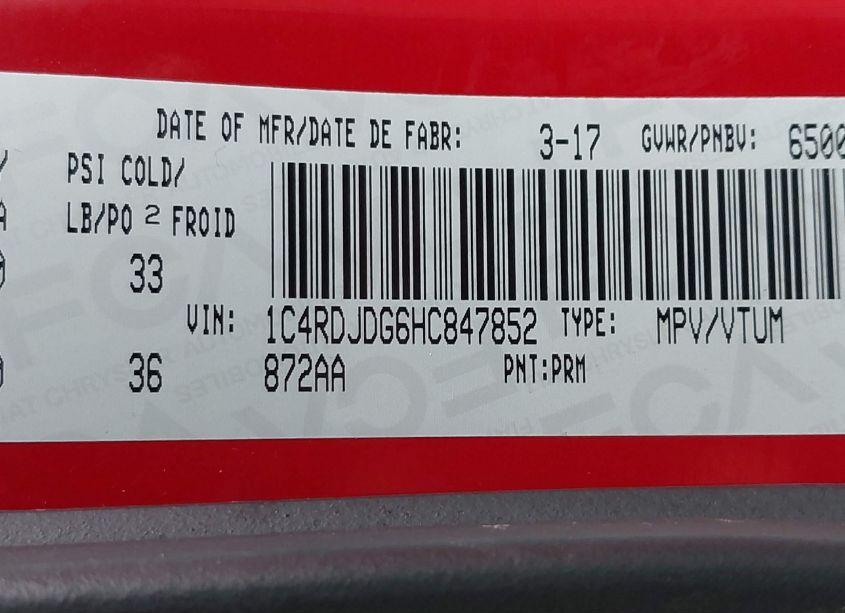 DATE OF MFR/DATE DE FABR: 3-17 GVWR/PNBV: 6500
PSI COLD/
LB/PO 2 FROID
33
VIN: 1C4RDJDG6HC847852 TYPE: MPV/VTUM
36 872AA PNT:PRM